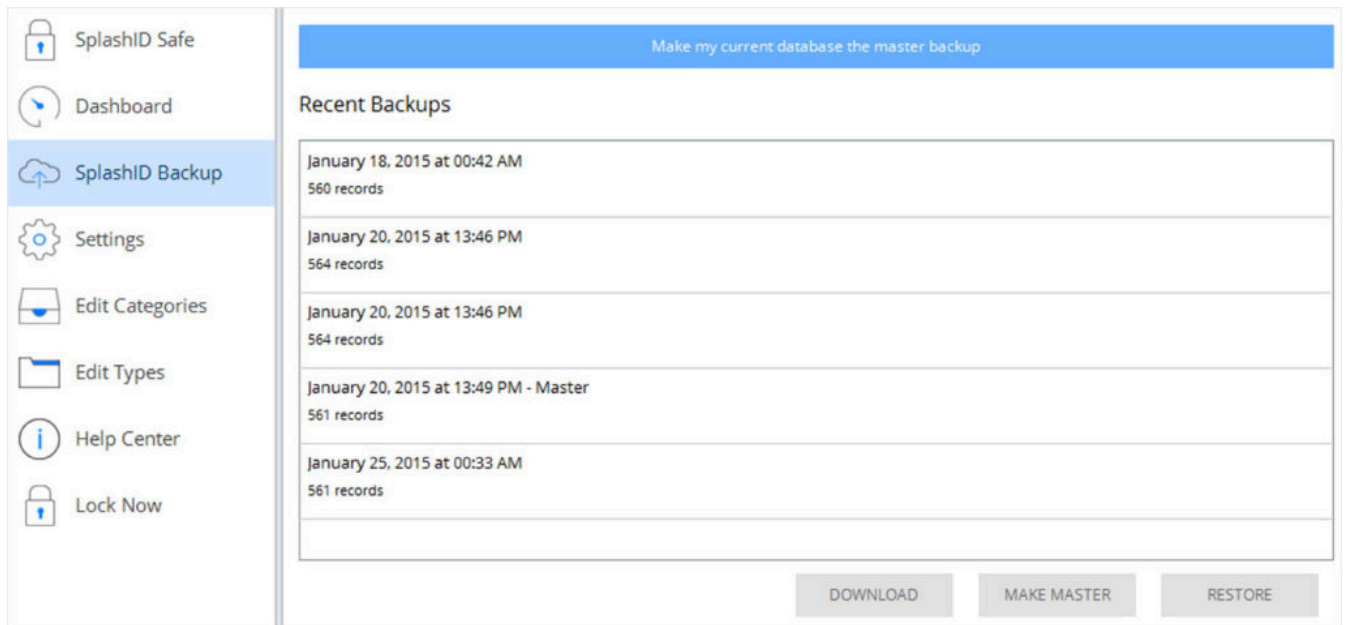 SplashID Safe
Dashboard
SplashID Backup
Settings
Edit Categories
Edit Types
Help Center
Lock Now
Make my current database the master backup
Recent Backups
January 18, 2015 at 00:42 AM
560 records
January 20, 2015 at 13:46 PM
564 records
January 20, 2015 at 13:46 PM
564 records
January 20, 2015 at 13:49 PM - Master
561 records
January 25, 2015 at 00:33 AM
561 records
DOWNLOAD
MAKE MASTER
RESTORE